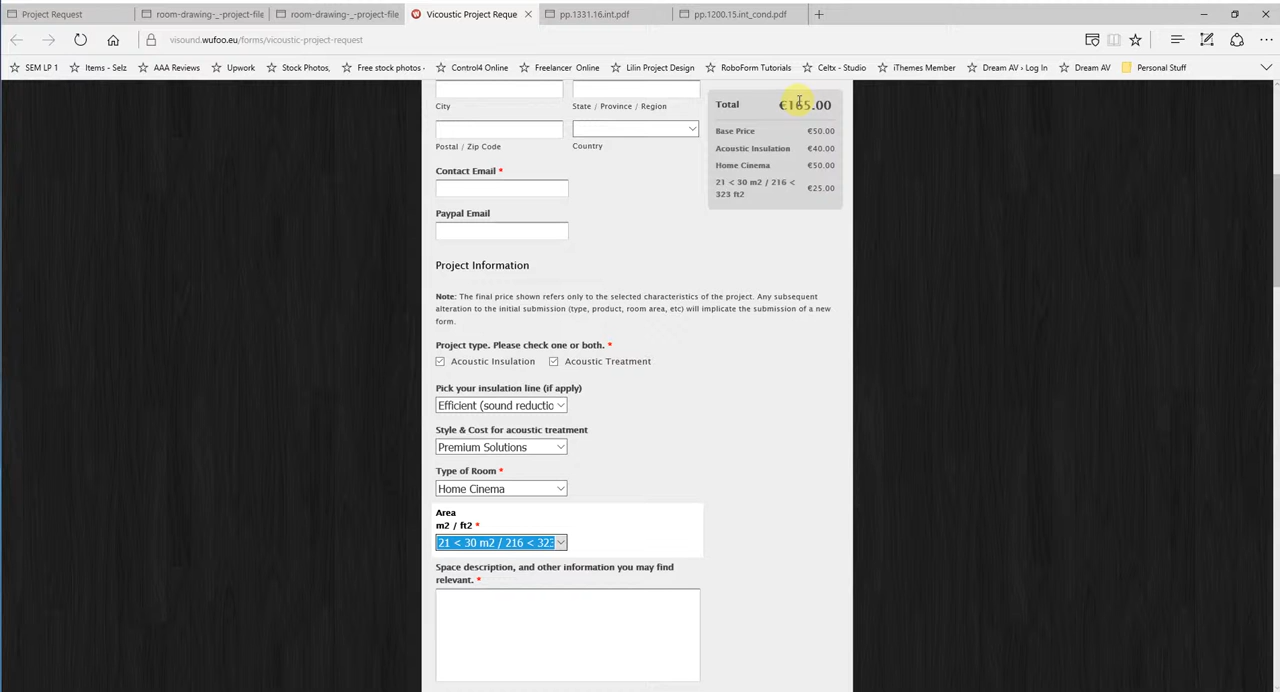 Project Request
room-drawing-_-project-file
room-drawing-_-project-file
Vicoustic Project Reque
pp.1331.16.int.pdf
pp.1200.15.int_cond.pdf
visound.wufoo.eu/forms/vicoustic-project-request
SEM LP 1
Items - Selz
AAA Reviews
Upwork
Stock Photos,
Free stock photos -
Control4 Online
Freelancer Online
Lilin Project Design
RoboForm Tutorials
Celtx - Studio
iThemes Member
Dream AV › Log In
Dream AV
Personal Stuff
City
State / Province / Region
Postal / Zip Code
Country
Contact Email *
Paypal Email
Total €165.00
Base Price €50.00
Acoustic Insulation €40.00
Home Cinema €50.00
21 < 30 m2 / 216 < €25.00
323 ft2
Project Information
Note: The final price shown refers only to the selected characteristics of the project. Any subsequent
alteration to the initial submission (type, product, room area, etc) will implicate the submission of a new
form.
Project type. Please check one or both. *
Acoustic Insulation
Acoustic Treatment
Pick your insulation line (if apply)
Efficient (sound reductio
Style & Cost for acoustic treatment
Premium Solutions
Type of Room *
Home Cinema
Area
m2 / ft2 *
21 < 30 m2 / 216 < 323
Space description, and other information you may find
relevant. *